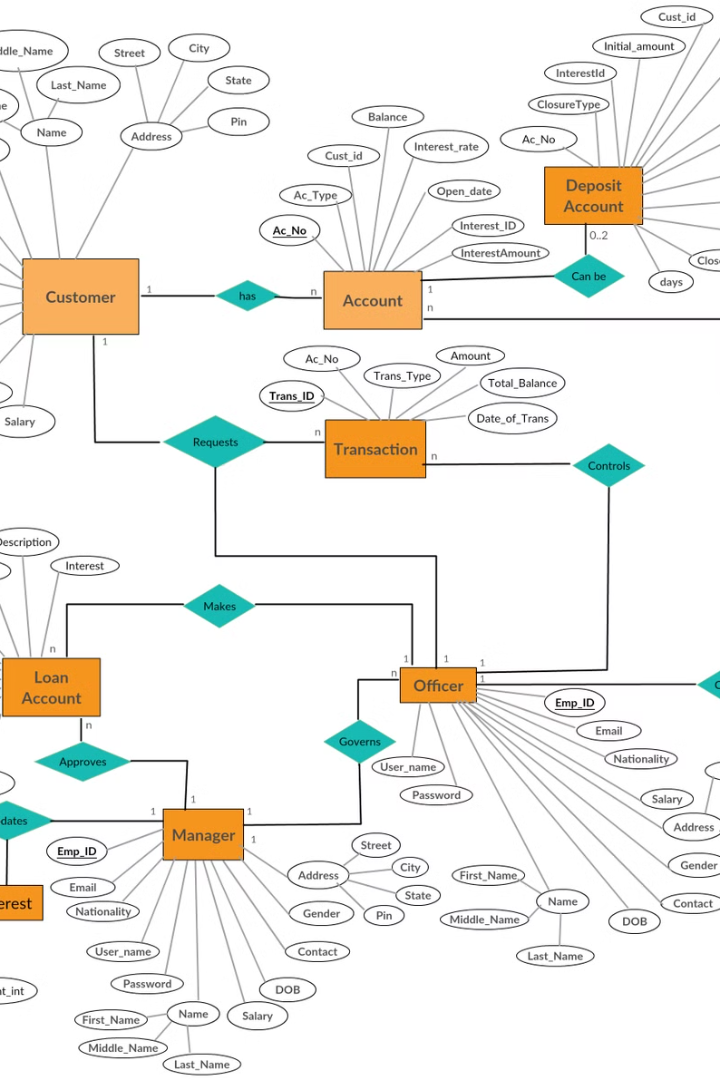 Cust_id
Initial_amount
InterestId
ClosureType
Ac_No
Deposit
Account
0..2
Can be
days
Street
City
State
Pin
Address
Last_Name
Name
Balance
Cust_id
Interest_rate
Ac_Type
Open_date
Ac_No
Interest_ID
InterestAmount
Customer
1
has
n
Account
1
n
1
Salary
Ac_No
Amount
Trans_Type
Trans_ID
Total_Balance
Date_of_Trans
Requests
n
Transaction
n
Controls
Description
Interest
Makes
n
Loan
Account
n
Approves
1
1
1
1
n
Officer
Governs
Emp_ID
Email
Nationality
Salary
Address
Gender
Contact
DOB
User_name
Password
First_Name
Middle_Name
Name
Last_Name
1
1
1
1
Manager
Emp_ID
Email
Nationality
User_name
Password
First_Name
Middle_Name
Name
Last_Name
Salary
DOB
Contact
Gender
Address
Street
City
State
Pin